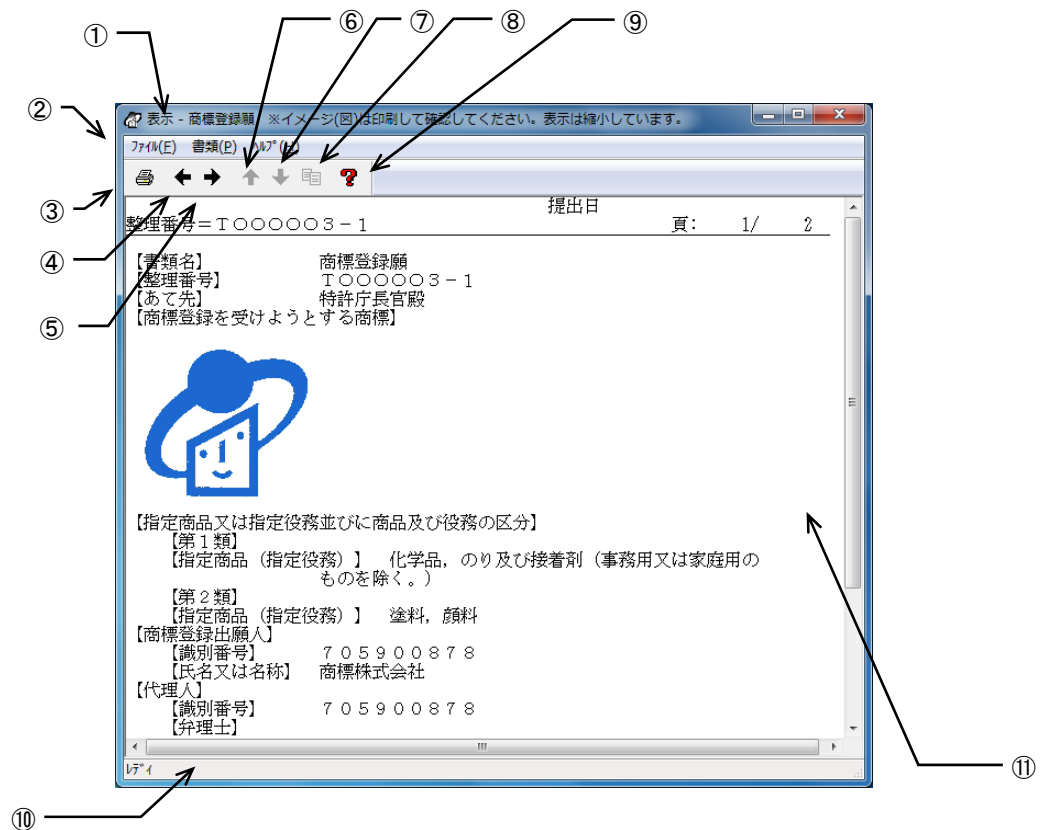 ① ⑥ ⑦ ⑧ ⑨
②
表示 - 商標登録願 ※イメージ(図)は印刷して確認してください。表示は縮小しています。
ﾌｧｲﾙ(F) 書類(P) ﾍﾙﾌﾟ(H)
③
提出日
整理番号＝Ｔ０００００３－１ 頁: 1/ 2
④
【書類名】 商標登録願
【整理番号】 Ｔ０００００３－１
【あて先】 特許庁長官殿
【商標登録を受けようとする商標】
⑤
【指定商品又は指定役務並びに商品及び役務の区分】
【第１類】
【指定商品（指定役務）】 化学品，のり及び接着剤（事務用又は家庭用の
ものを除く。）
【第２類】
【指定商品（指定役務）】 塗料，顔料
【商標登録出願人】
【識別番号】 ７０５９００８７８
【氏名又は名称】 商標株式会社
【代理人】
【識別番号】 ７０５９００８７８
【弁理士】
ﾚﾃﾞｨ
⑪
⑩